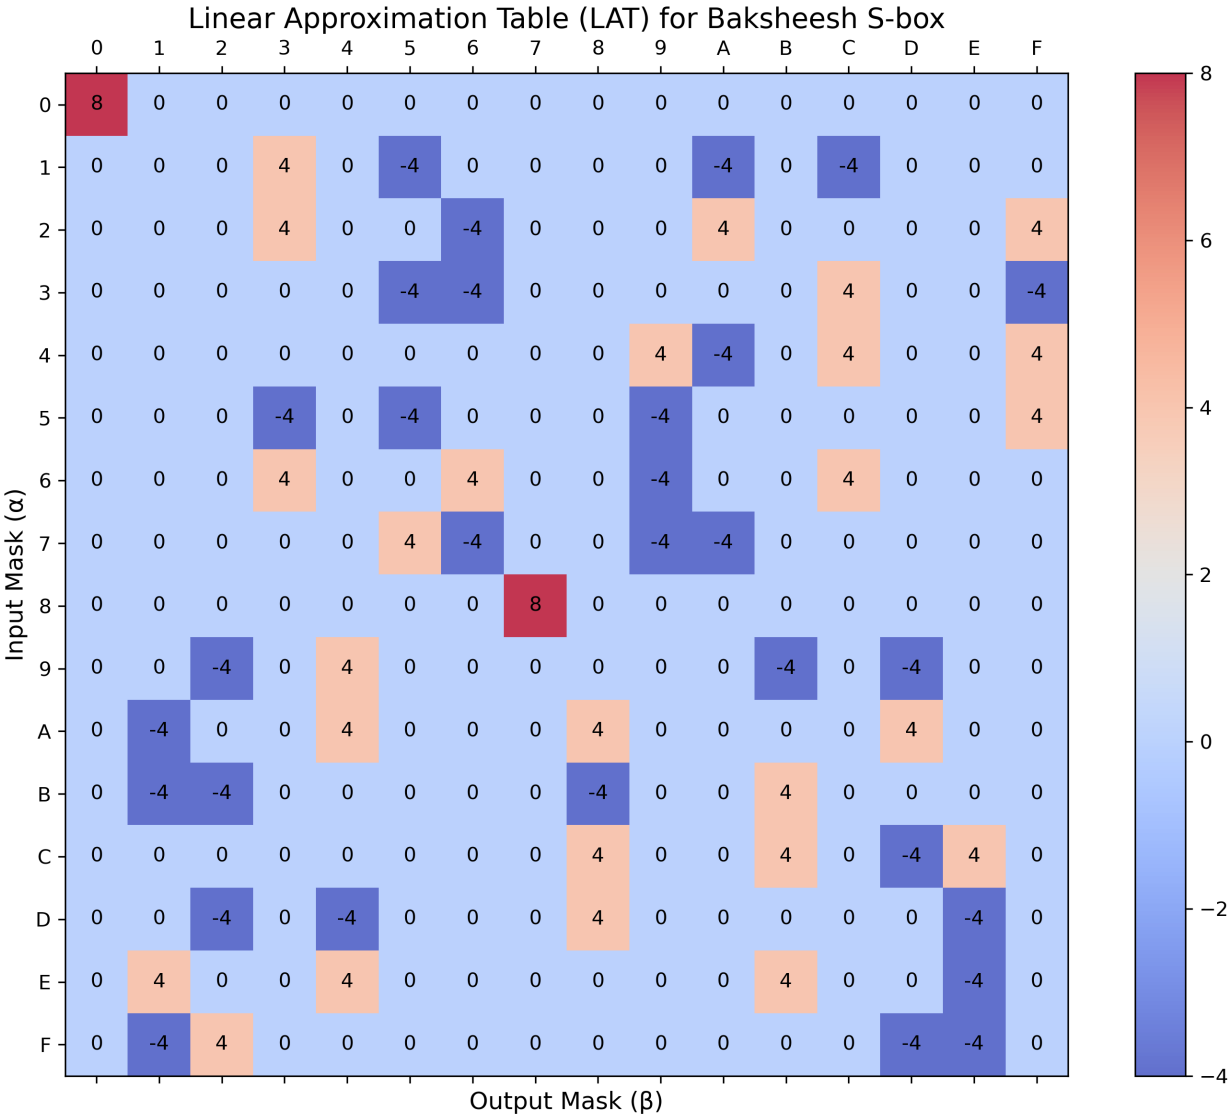 Linear Approximation Table (LAT) for Baksheesh S-box
0 1 2 3 4 5 6 7 8 9 A B C D E F
0 8 0 0 0 0 0 0 0 0 0 0 0 0 0 0 0
1 0 0 0 4 0 -4 0 0 0 0 -4 0 -4 0 0 0
2 0 0 0 4 0 0 -4 0 0 0 4 0 0 0 0 4
3 0 0 0 0 0 -4 -4 0 0 0 0 0 4 0 0 -4
4 0 0 0 0 0 0 0 0 0 4 -4 0 4 0 0 4
5 0 0 0 -4 0 -4 0 0 0 -4 0 0 0 0 0 4
6 0 0 0 4 0 0 4 0 0 -4 0 0 4 0 0 0
7 0 0 0 0 0 4 -4 0 0 -4 -4 0 0 0 0 0
8 0 0 0 0 0 0 0 8 0 0 0 0 0 0 0 0
9 0 0 -4 0 4 0 0 0 0 0 0 -4 0 -4 0 0
A 0 -4 0 0 4 0 0 0 4 0 0 0 0 4 0 0
B 0 -4 -4 0 0 0 0 0 -4 0 0 4 0 0 0 0
C 0 0 0 0 0 0 0 0 4 0 0 4 0 -4 4 0
D 0 0 -4 0 -4 0 0 0 4 0 0 0 0 0 -4 0
E 0 4 0 0 4 0 0 0 0 0 0 4 0 0 -4 0
F 0 -4 4 0 0 0 0 0 0 0 0 0 0 -4 -4 0
Input Mask (α)
Output Mask (β)
8
6
4
2
0
−2
−4